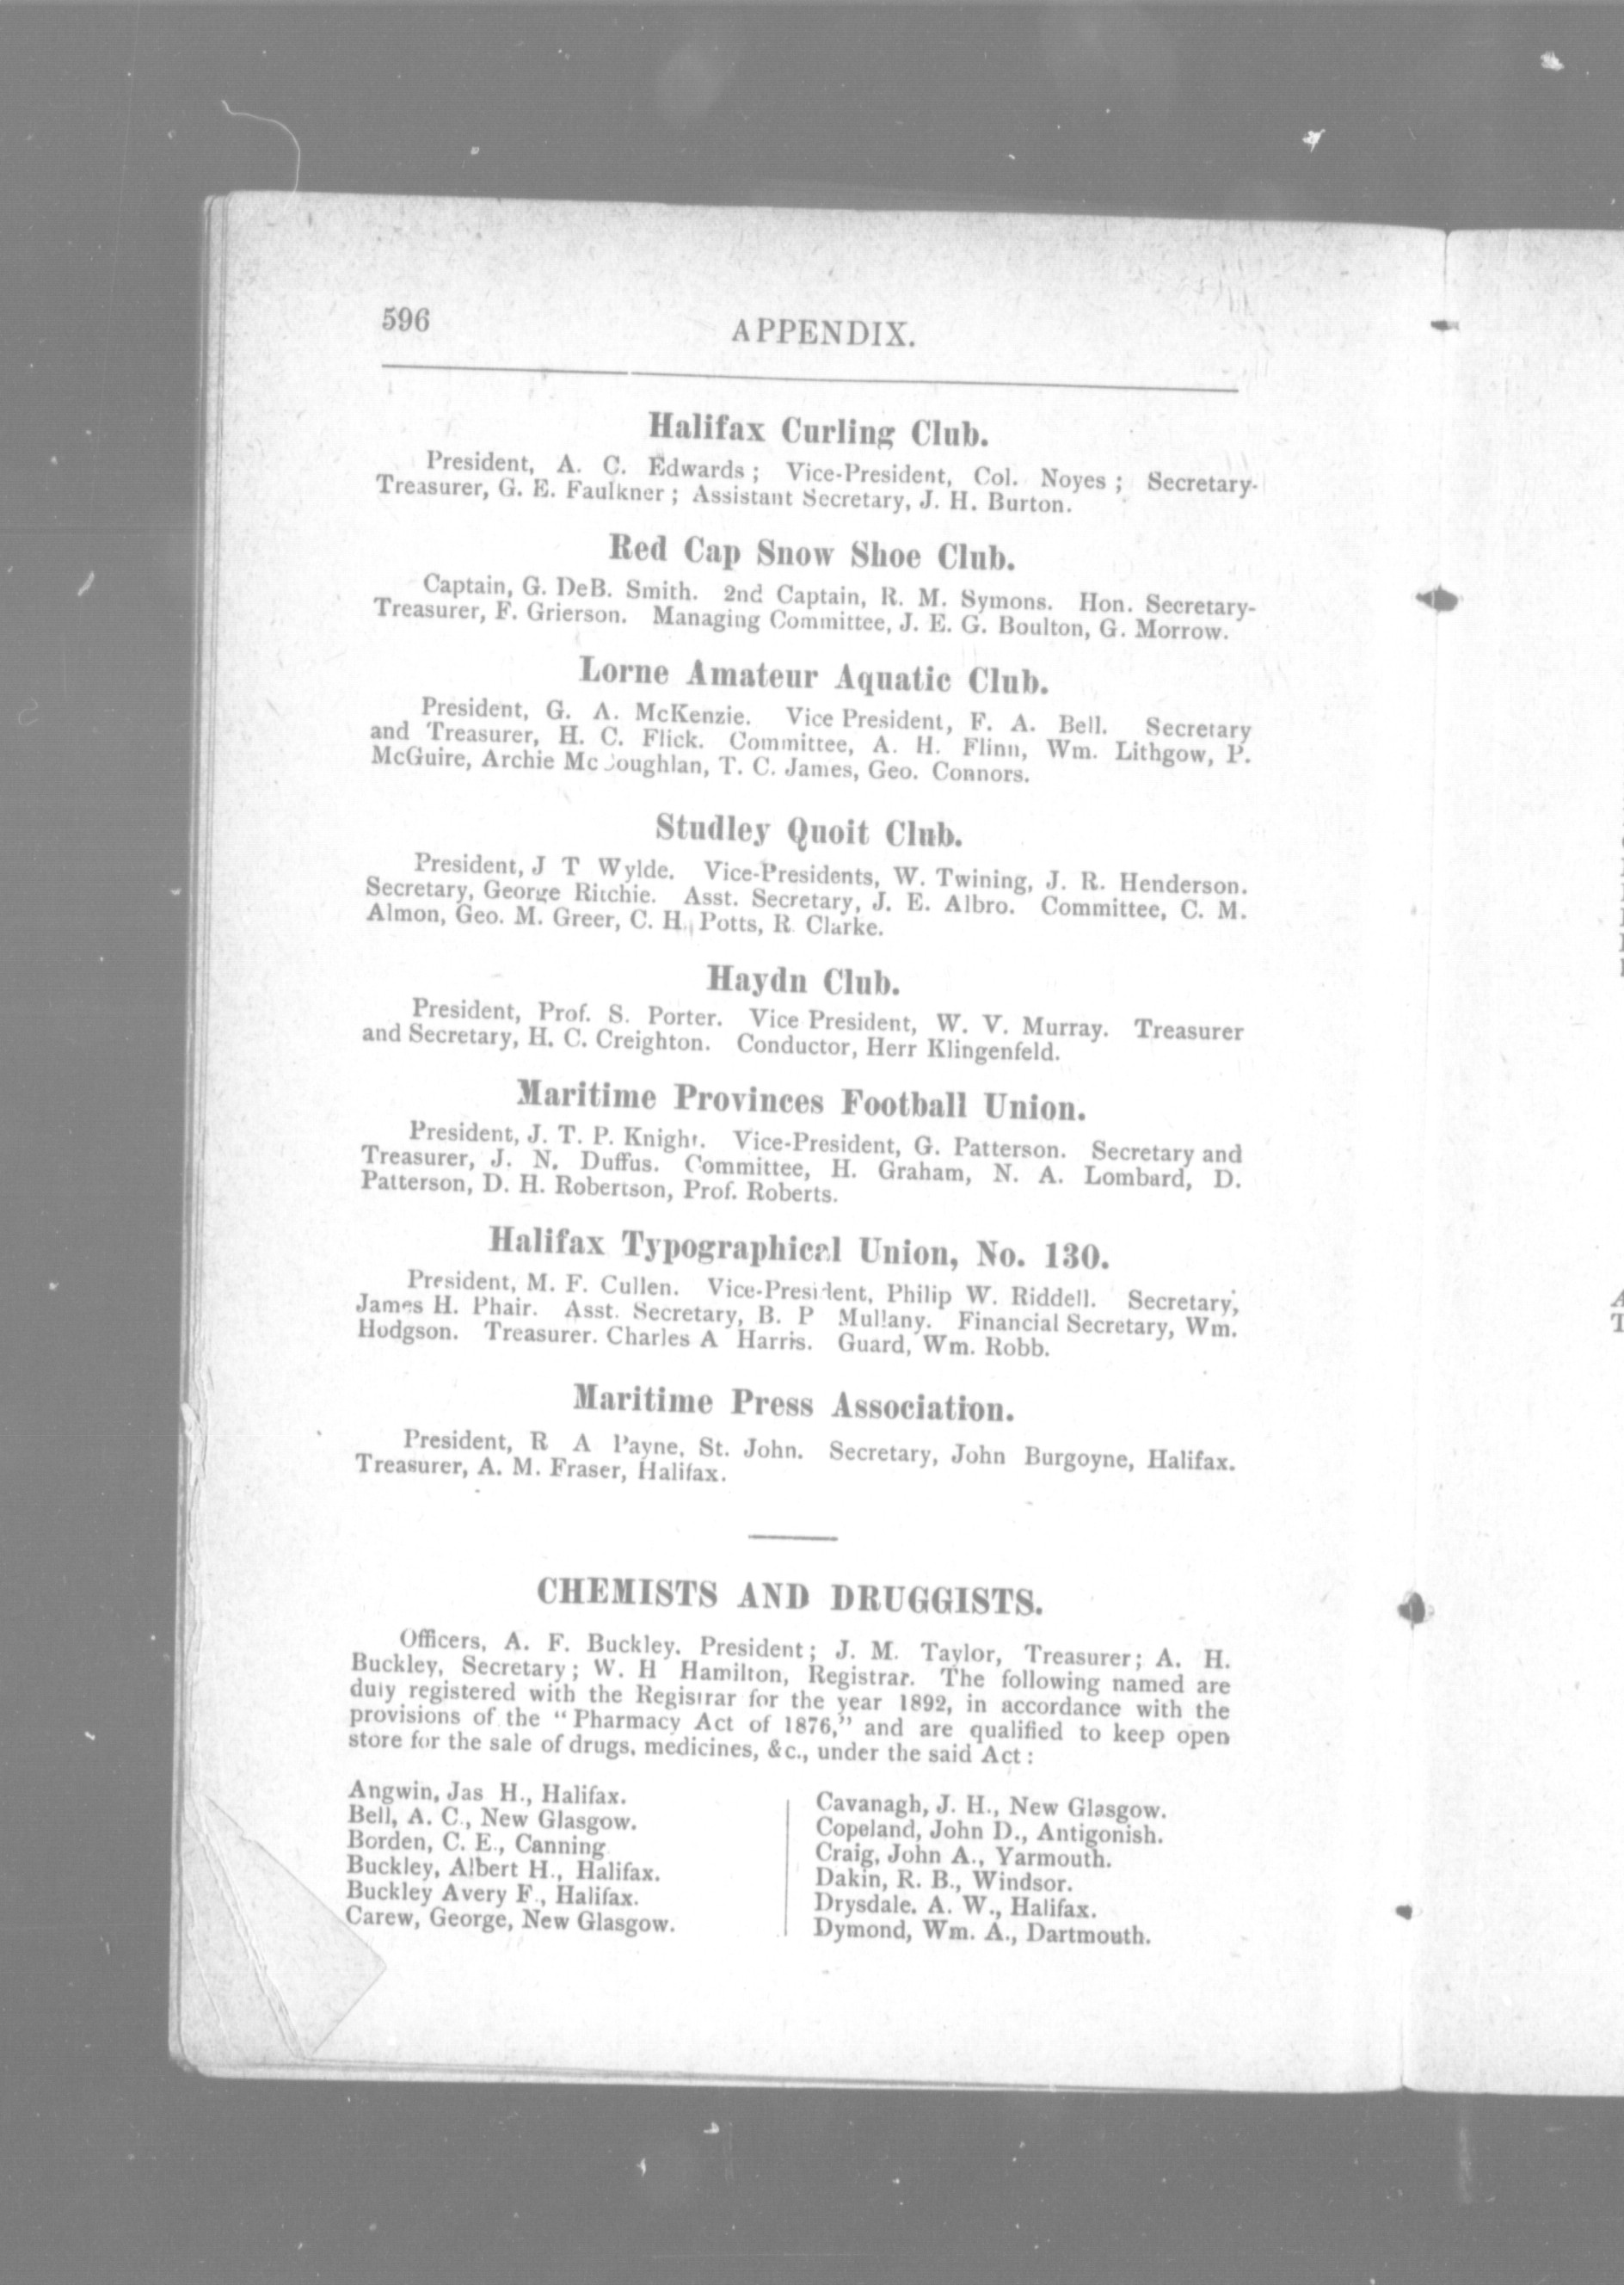 596
APPENDIX.
Halifax Curling Club.
President, A. C. Edwards; Vice-President, Col. Noyes; Secretary-
Treasurer, G. E. Faulkner; Assistant Secretary, J. H. Burton.
Red Cap Snow Shoe Club.
Captain, G. DeB. Smith. 2nd Captain, R. M. Symons. Hon. Secretary-
Treasurer, F. Grierson. Managing Committee, J. E. G. Boulton, G. Morrow.
Lorne Amateur Aquatic Club.
President, G. A. McKenzie. Vice President, F. A. Bell. Secretary
and Treasurer, H. C. Flick. Committee, A. H. Flinn, Wm. Lithgow, P.
McGuire, Archie McCoughlan, T. C. James, Geo. Connors.
Studley Quoit Club.
President, J T Wylde. Vice-Presidents, W. Twining, J. R. Henderson.
Secretary, George Ritchie. Asst. Secretary, J. E. Albro. Committee, C. M.
Almon, Geo. M. Greer, C. H. Potts, R. Clarke.
Haydn Club.
President, Prof. S. Porter. Vice President, W. V. Murray. Treasurer
and Secretary, H. C. Creighton. Conductor, Herr Klingenfeld.
Maritime Provinces Football Union.
President, J. T. P. Knight. Vice-President, G. Patterson. Secretary and
Treasurer, J. N. Duffus. Committee, H. Graham, N. A. Lombard, D.
Patterson, D. H. Robertson, Prof. Roberts.
Halifax Typographical Union, No. 130.
President, M. F. Cullen. Vice-President, Philip W. Riddell. Secretary,
James H. Phair. Asst. Secretary, B. P Mullany. Financial Secretary, Wm.
Hodgson. Treasurer. Charles A Harris. Guard, Wm. Robb.
Maritime Press Association.
President, R A Payne, St. John. Secretary, John Burgoyne, Halifax.
Treasurer, A. M. Fraser, Halifax.
CHEMISTS AND DRUGGISTS.
Officers, A. F. Buckley, President; J. M. Taylor, Treasurer; A. H.
Buckley, Secretary; W. H Hamilton, Registrar. The following named are
duly registered with the Registrar for the year 1892, in accordance with the
provisions of the "Pharmacy Act of 1876," and are qualified to keep open
store for the sale of drugs, medicines, &c., under the said Act:
Angwin, Jas H., Halifax.
Bell, A. C., New Glasgow.
Borden, C. E., Canning
Buckley, Albert H., Halifax.
Buckley Avery F., Halifax.
Carew, George, New Glasgow.
Cavanagh, J. H., New Glasgow.
Copeland, John D., Antigonish.
Craig, John A., Yarmouth.
Dakin, R. B., Windsor.
Drysdale. A. W., Halifax.
Dymond, Wm. A., Dartmouth.